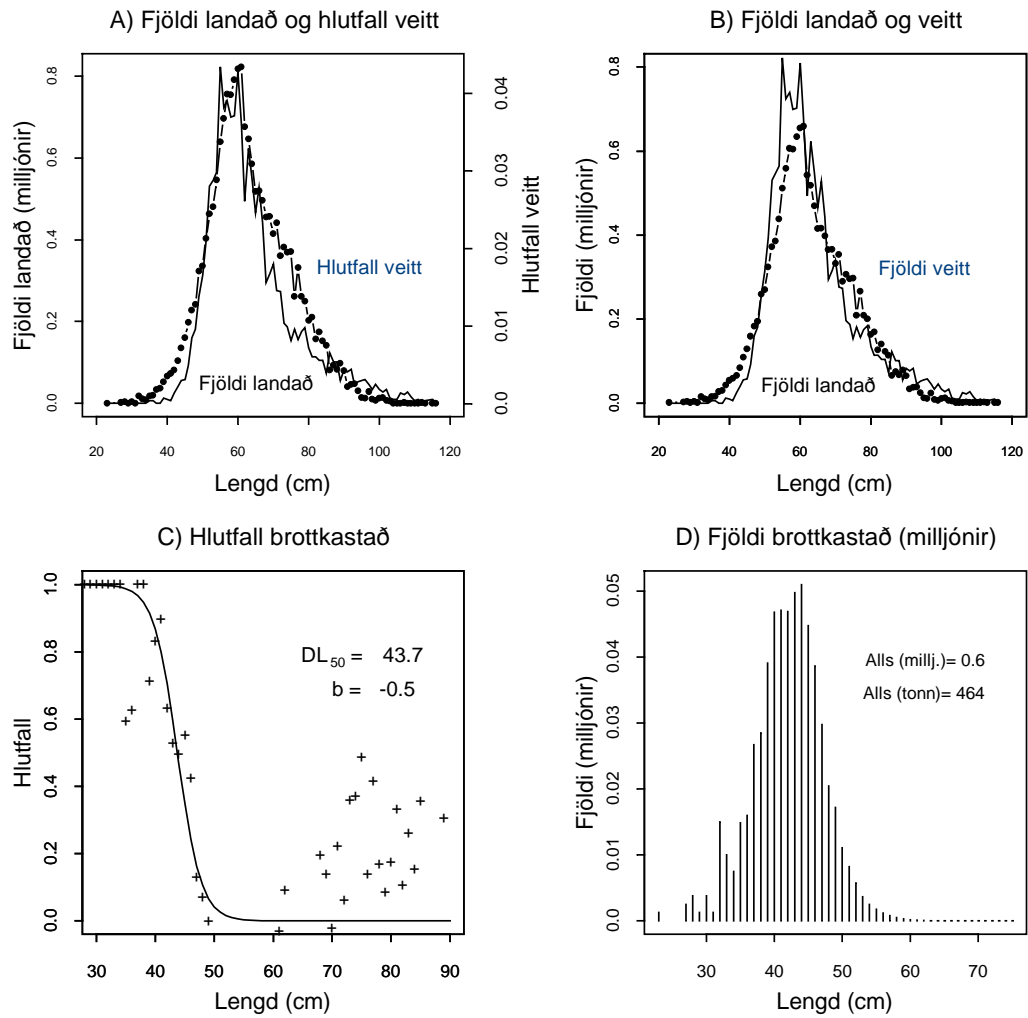 A) Fjöldi landað og hlutfall veitt
Fjöldi landað (milljónir)
0.0 0.2 0.4 0.6 0.8
Hlutfall veitt
Fjöldi landað
0.0 0.01 0.02 0.03 0.04
Hlutfall veitt
20 40 60 80 100 120
Lengd (cm)
B) Fjöldi landað og veitt
Fjöldi (milljónir)
0.0 0.2 0.4 0.6 0.8
Fjöldi veitt
Fjöldi landað
20 40 60 80 100 120
Lengd (cm)
C) Hlutfall brottkastað
Hlutfall
0.0 0.2 0.4 0.6 0.8 1.0
DL50 = 43.7
b = -0.5
30 40 50 60 70 80 90
Lengd (cm)
D) Fjöldi brottkastað (milljónir)
Fjöldi (milljónir)
0.0 0.01 0.02 0.03 0.04 0.05
Alls (millj.)= 0.6
Alls (tonn)= 464
30 40 50 60 70
Lengd (cm)